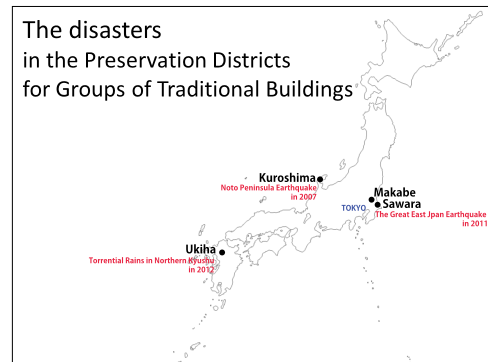 The disasters
in the Preservation Districts
for Groups of Traditional Buildings
Kuroshima
Noto Peninsula Earthquake
in 2007
Makabe
TOKYO
Sawara
The Great East Jpan Earthquake
in 2011
Ukiha
Torrential Rains in Northern Kyushu
in 2012